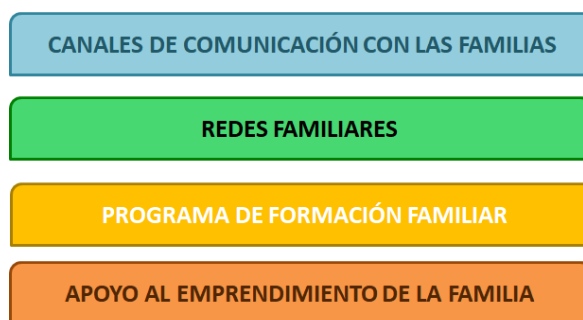 CANALES DE COMUNICACIÓN CON LAS FAMILIAS
REDES FAMILIARES
PROGRAMA DE FORMACIÓN FAMILIAR
APOYO AL EMPRENDIMIENTO DE LA FAMILIA